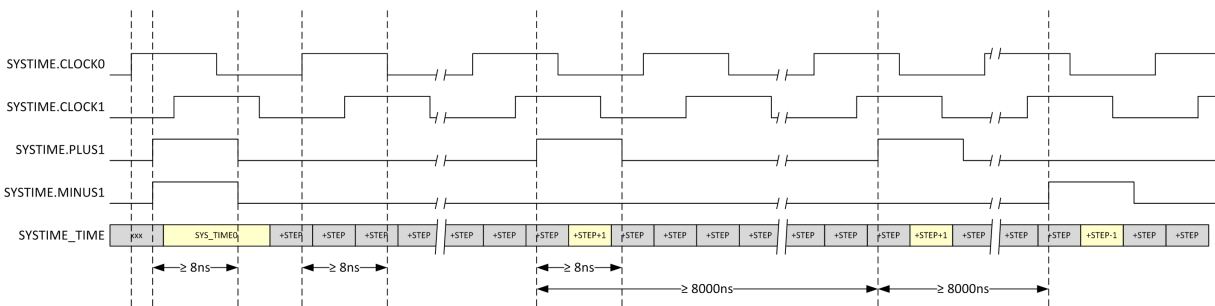 SYSTIME.CLOCK0
SYSTIME.CLOCK1
SYSTIME.PLUS1
SYSTIME.MINUS1
SYSTIME_TIME xxx SYS_TIME0 +STEP +STEP +STEP +STEP +STEP +STEP +STEP +STEP+1 +STEP +STEP +STEP +STEP +STEP +STEP +STEP +STEP+1 +STEP +STEP +STEP +STEP-1 +STEP +STEP
≥ 8ns ≥ 8ns ≥ 8ns
≥ 8000ns ≥ 8000ns